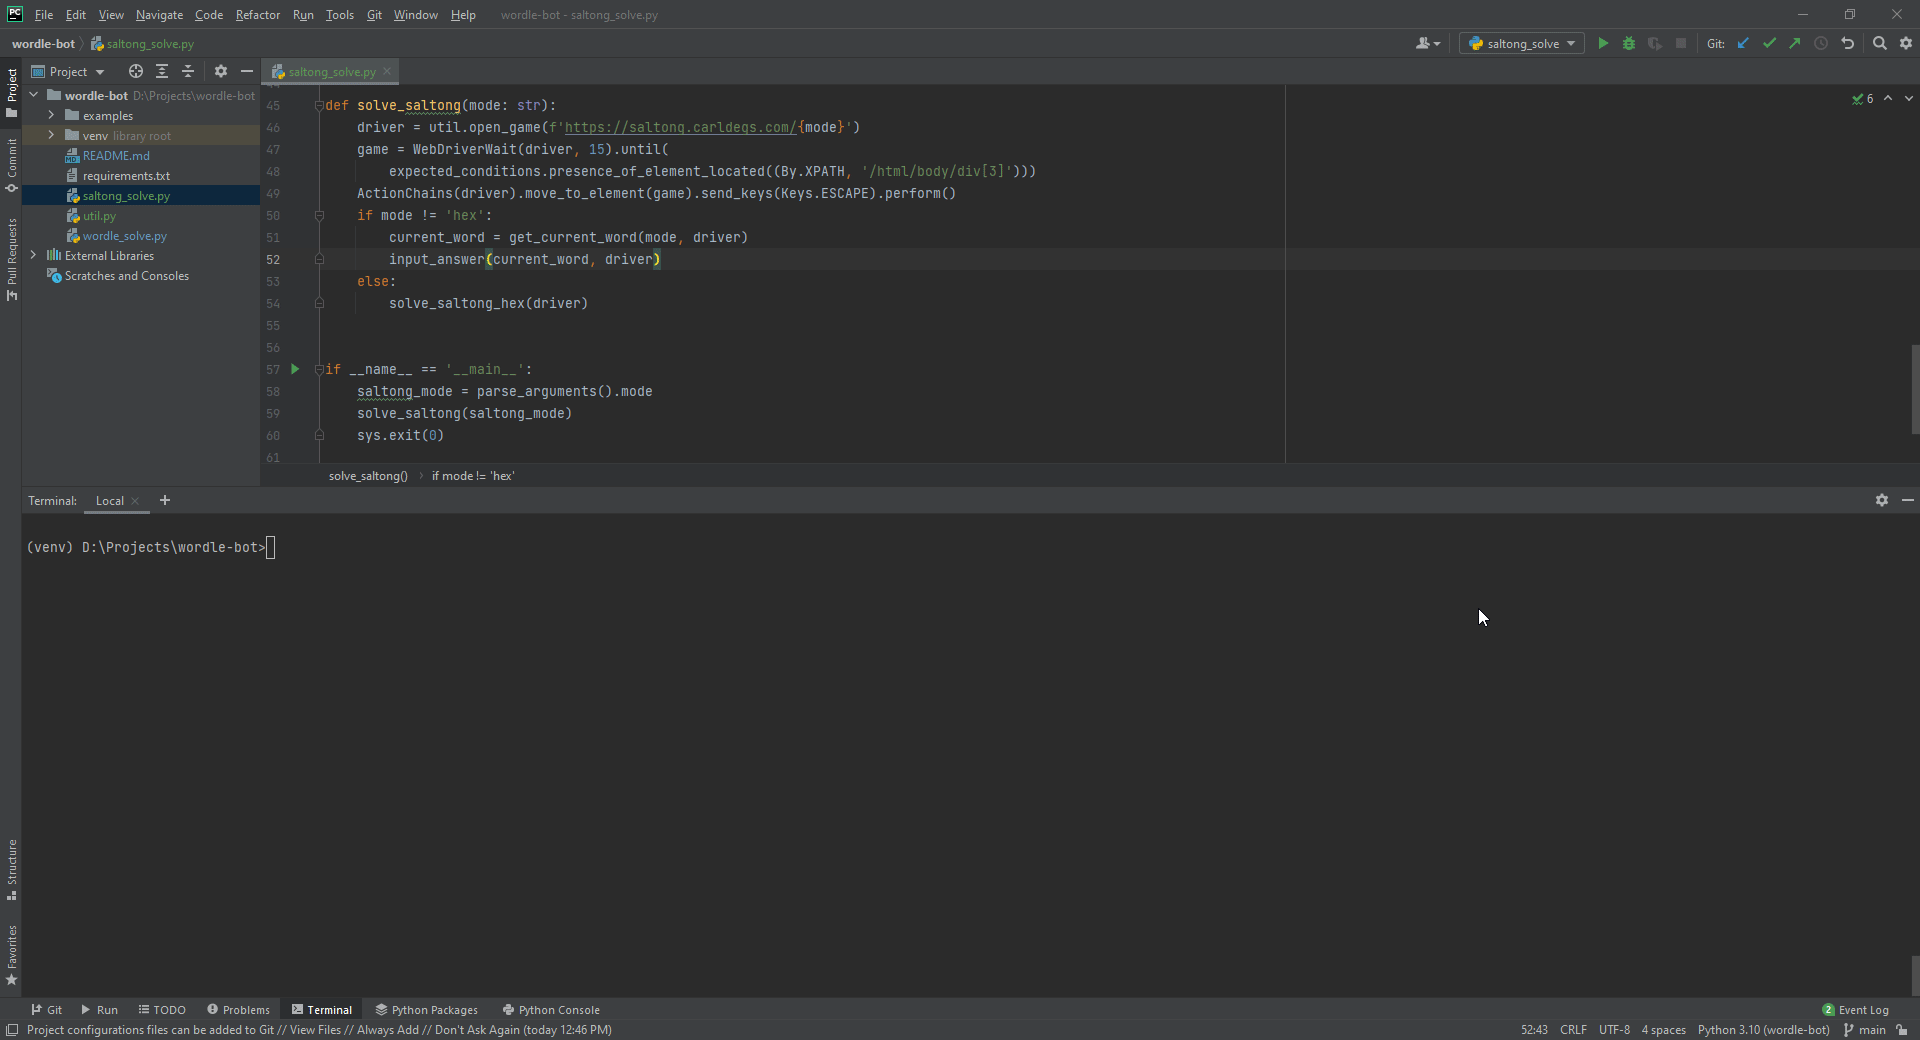 PC File Edit View Navigate Code Refactor Run Tools Git Window Help wordle-bot - saltong_solve.py
wordle-bot saltong_solve.py saltong_solve Git:
Project Project saltong_solve.py
wordle-bot D:\Projects\wordle-bot
examples
venv library root
README.md
requirements.txt
saltong_solve.py
util.py
wordle_solve.py
External Libraries
Scratches and Consoles
Commit
Pull Requests
Structure
Favorites
6
45 def solve_saltong(mode: str):
46 driver = util.open_game(f'https://saltong.carldegs.com/{mode}')
47 game = WebDriverWait(driver, 15).until(
48 expected_conditions.presence_of_element_located((By.XPATH, '/html/body/div[3]')))
49 ActionChains(driver).move_to_element(game).send_keys(Keys.ESCAPE).perform()
50 if mode != 'hex':
51 current_word = get_current_word(mode, driver)
52 input_answer(current_word, driver)
53 else:
54 solve_saltong_hex(driver)
55
56
57 if __name__ == '__main__':
58 saltong_mode = parse_arguments().mode
59 solve_saltong(saltong_mode)
60 sys.exit(0)
61
solve_saltong() › if mode != 'hex'
Terminal: Local
(venv) D:\Projects\wordle-bot>
Git Run TODO Problems Terminal Python Packages Python Console 2 Event Log
Project configurations files can be added to Git // View Files // Always Add // Don't Ask Again (today 12:46 PM) 52:43 CRLF UTF-8 4 spaces Python 3.10 (wordle-bot) main